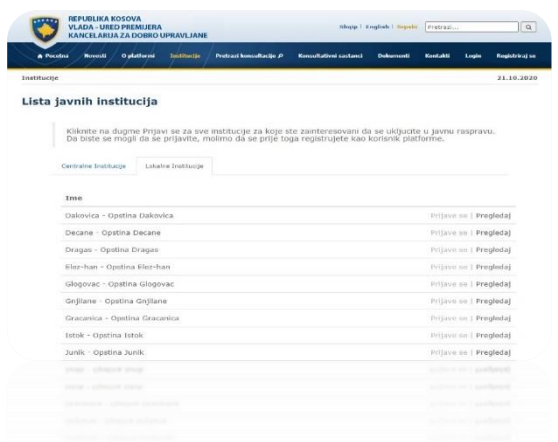 REPUBLIKA KOSOVA
VLADA - URED PREMIJERA
KANCELARIJA ZA DOBRO UPRAVLJANE
Shqip | English | Srpski Pretrazi...
Pocetna Novosti O platformi Institucije Pretrazi konsultacije Konsultativni sastanci Dokumenti Kontakti Login Registriraj se
Institucije 21.10.2020
Lista javnih institucija
Kliknite na dugme Prijavi se za sve institucije za koje ste zainteresovani da se ukljucite u javnu raspravu.
Da biste se mogli da se prijavite, molimo da se prije toga registrujete kao korisnik platforme.
Centralne Institucije Lokalne Institucije
Ime
Dakovica - Opstina Dakovica Prijave se | Pregledaj
Decane - Opstina Decane Prijave se | Pregledaj
Dragas - Opstina Dragas Prijave se | Pregledaj
Elez-han - Opstina Elez-han Prijave se | Pregledaj
Glogovac - Opstina Glogovac Prijave se | Pregledaj
Gnjilane - Opstina Gnjilane Prijave se | Pregledaj
Gracanica - Opstina Gracanica Prijave se | Pregledaj
Istok - Opstina Istok Prijave se | Pregledaj
Junik - Opstina Junik Prijave se | Pregledaj